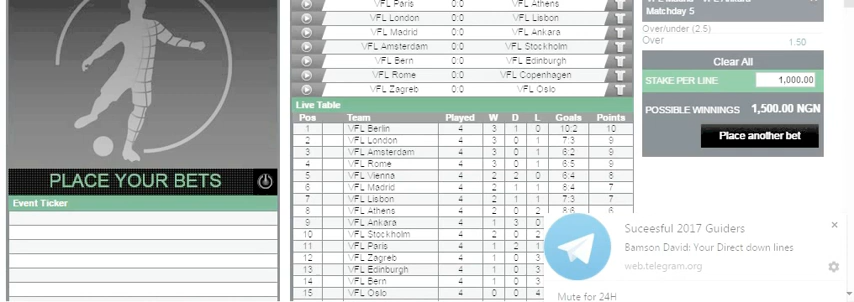 VFL Paris 0:0 VFL Athens
VFL London 0:0 VFL Lisbon
VFL Madrid 0:0 VFL Ankara
VFL Amsterdam 0:0 VFL Stockholm
VFL Bern 0:0 VFL Edinburgh
VFL Rome 0:0 VFL Copenhagen
VFL Zagreb 0:0 VFL Oslo
Live Table
Pos Team Played W D L Goals Points
1 VFL Berlin 4 3 1 0 10:2 10
2 VFL London 4 3 0 1 7:3 9
3 VFL Amsterdam 4 3 0 1 6:2 9
4 VFL Rome 4 3 0 1 6:5 9
5 VFL Vienna 4 2 2 0 6:4 8
6 VFL Madrid 4 2 1 1 6:4 7
7 VFL Lisbon 4 2 1 1 7:3 7
8 VFL Athens 4 2 0 2 8:6 6
9 VFL Ankara 4 1 3 0
10 VFL Stockholm 4 2 0 2
11 VFL Paris 4 1 2 1
12 VFL Zagreb 4 1 0 3
13 VFL Edinburgh 4 1 0 3
14 VFL Bern 4 1 0 3
15 VFL Oslo 4 0 0 4
PLACE YOUR BETS
Event Ticker
Matchday 5
Over/under (2.5)
Over 1.50
Clear All
STAKE PER LINE 1,000.00
POSSIBLE WINNINGS 1,500.00 NGN
Place another bet
Suceesful 2017 Guiders
Bamson David: Your Direct down lines
web.telegram.org
Mute for 24H